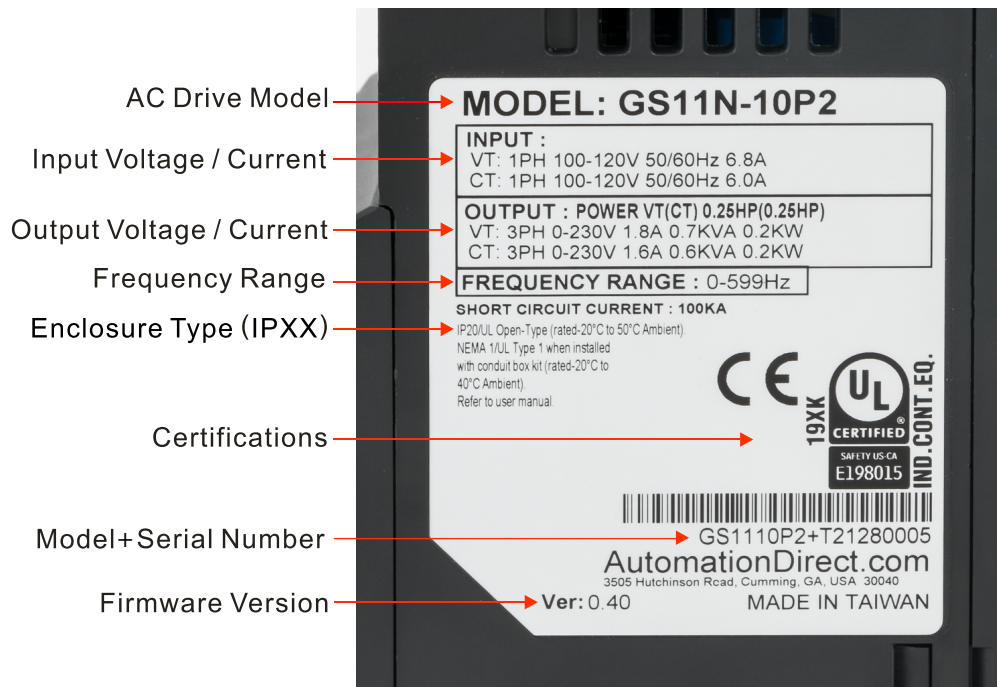 AC Drive Model
MODEL: GS11N-10P2
Input Voltage / Current
INPUT :
VT: 1PH 100-120V 50/60Hz 6.8A
CT: 1PH 100-120V 50/60Hz 6.0A
Output Voltage / Current
OUTPUT : POWER VT(CT) 0.25HP(0.25HP)
VT: 3PH 0-230V 1.8A 0.7KVA 0.2KW
CT: 3PH 0-230V 1.6A 0.6KVA 0.2KW
Frequency Range
FREQUENCY RANGE : 0-599Hz
SHORT CIRCUIT CURRENT : 100KA
Enclosure Type (IPXX)
IP20/UL Open-Type (rated-20°C to 50°C Ambient)
NEMA 1/UL Type 1 when installed
with conduit box kit (rated-20°C to
40°C Ambient).
Refer to user manual.
Certifications
CE
19XK
UL
®
CERTIFIED
SAFETY US-CA
E198015
IND.CONT.EQ.
Model+Serial Number
GS1110P2+T21280005
AutomationDirect.com
3505 Hutchinson Rcad, Cumming, GA, USA 30040
Firmware Version
Ver: 0.40
MADE IN TAIWAN